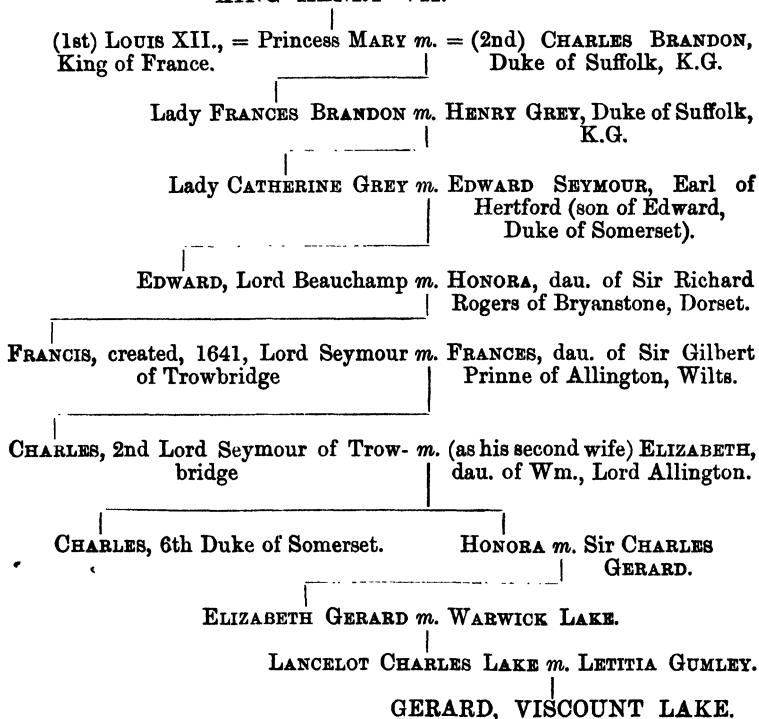 (1st) Louis XII., = Princess Mary m. = (2nd) Charles Brandon,
King of France. Duke of Suffolk, K.G.
Lady Frances Brandon m. Henry Grey, Duke of Suffolk,
K.G.
Lady Catherine Grey m. Edward Seymour, Earl of
Hertford (son of Edward,
Duke of Somerset).
Edward, Lord Beauchamp m. Honora, dau. of Sir Richard
Rogers of Bryanstone, Dorset.
Francis, created, 1641, Lord Seymour m. Frances, dau. of Sir Gilbert
of Trowbridge Prinne of Allington, Wilts.
Charles, 2nd Lord Seymour of Trow- m. (as his second wife) Elizabeth,
bridge dau. of Wm., Lord Allington.
Charles, 6th Duke of Somerset. Honora m. Sir Charles
Gerard.
Elizabeth Gerard m. Warwick Lake.
Lancelot Charles Lake m. Letitia Gumley.
GERARD, VISCOUNT LAKE.